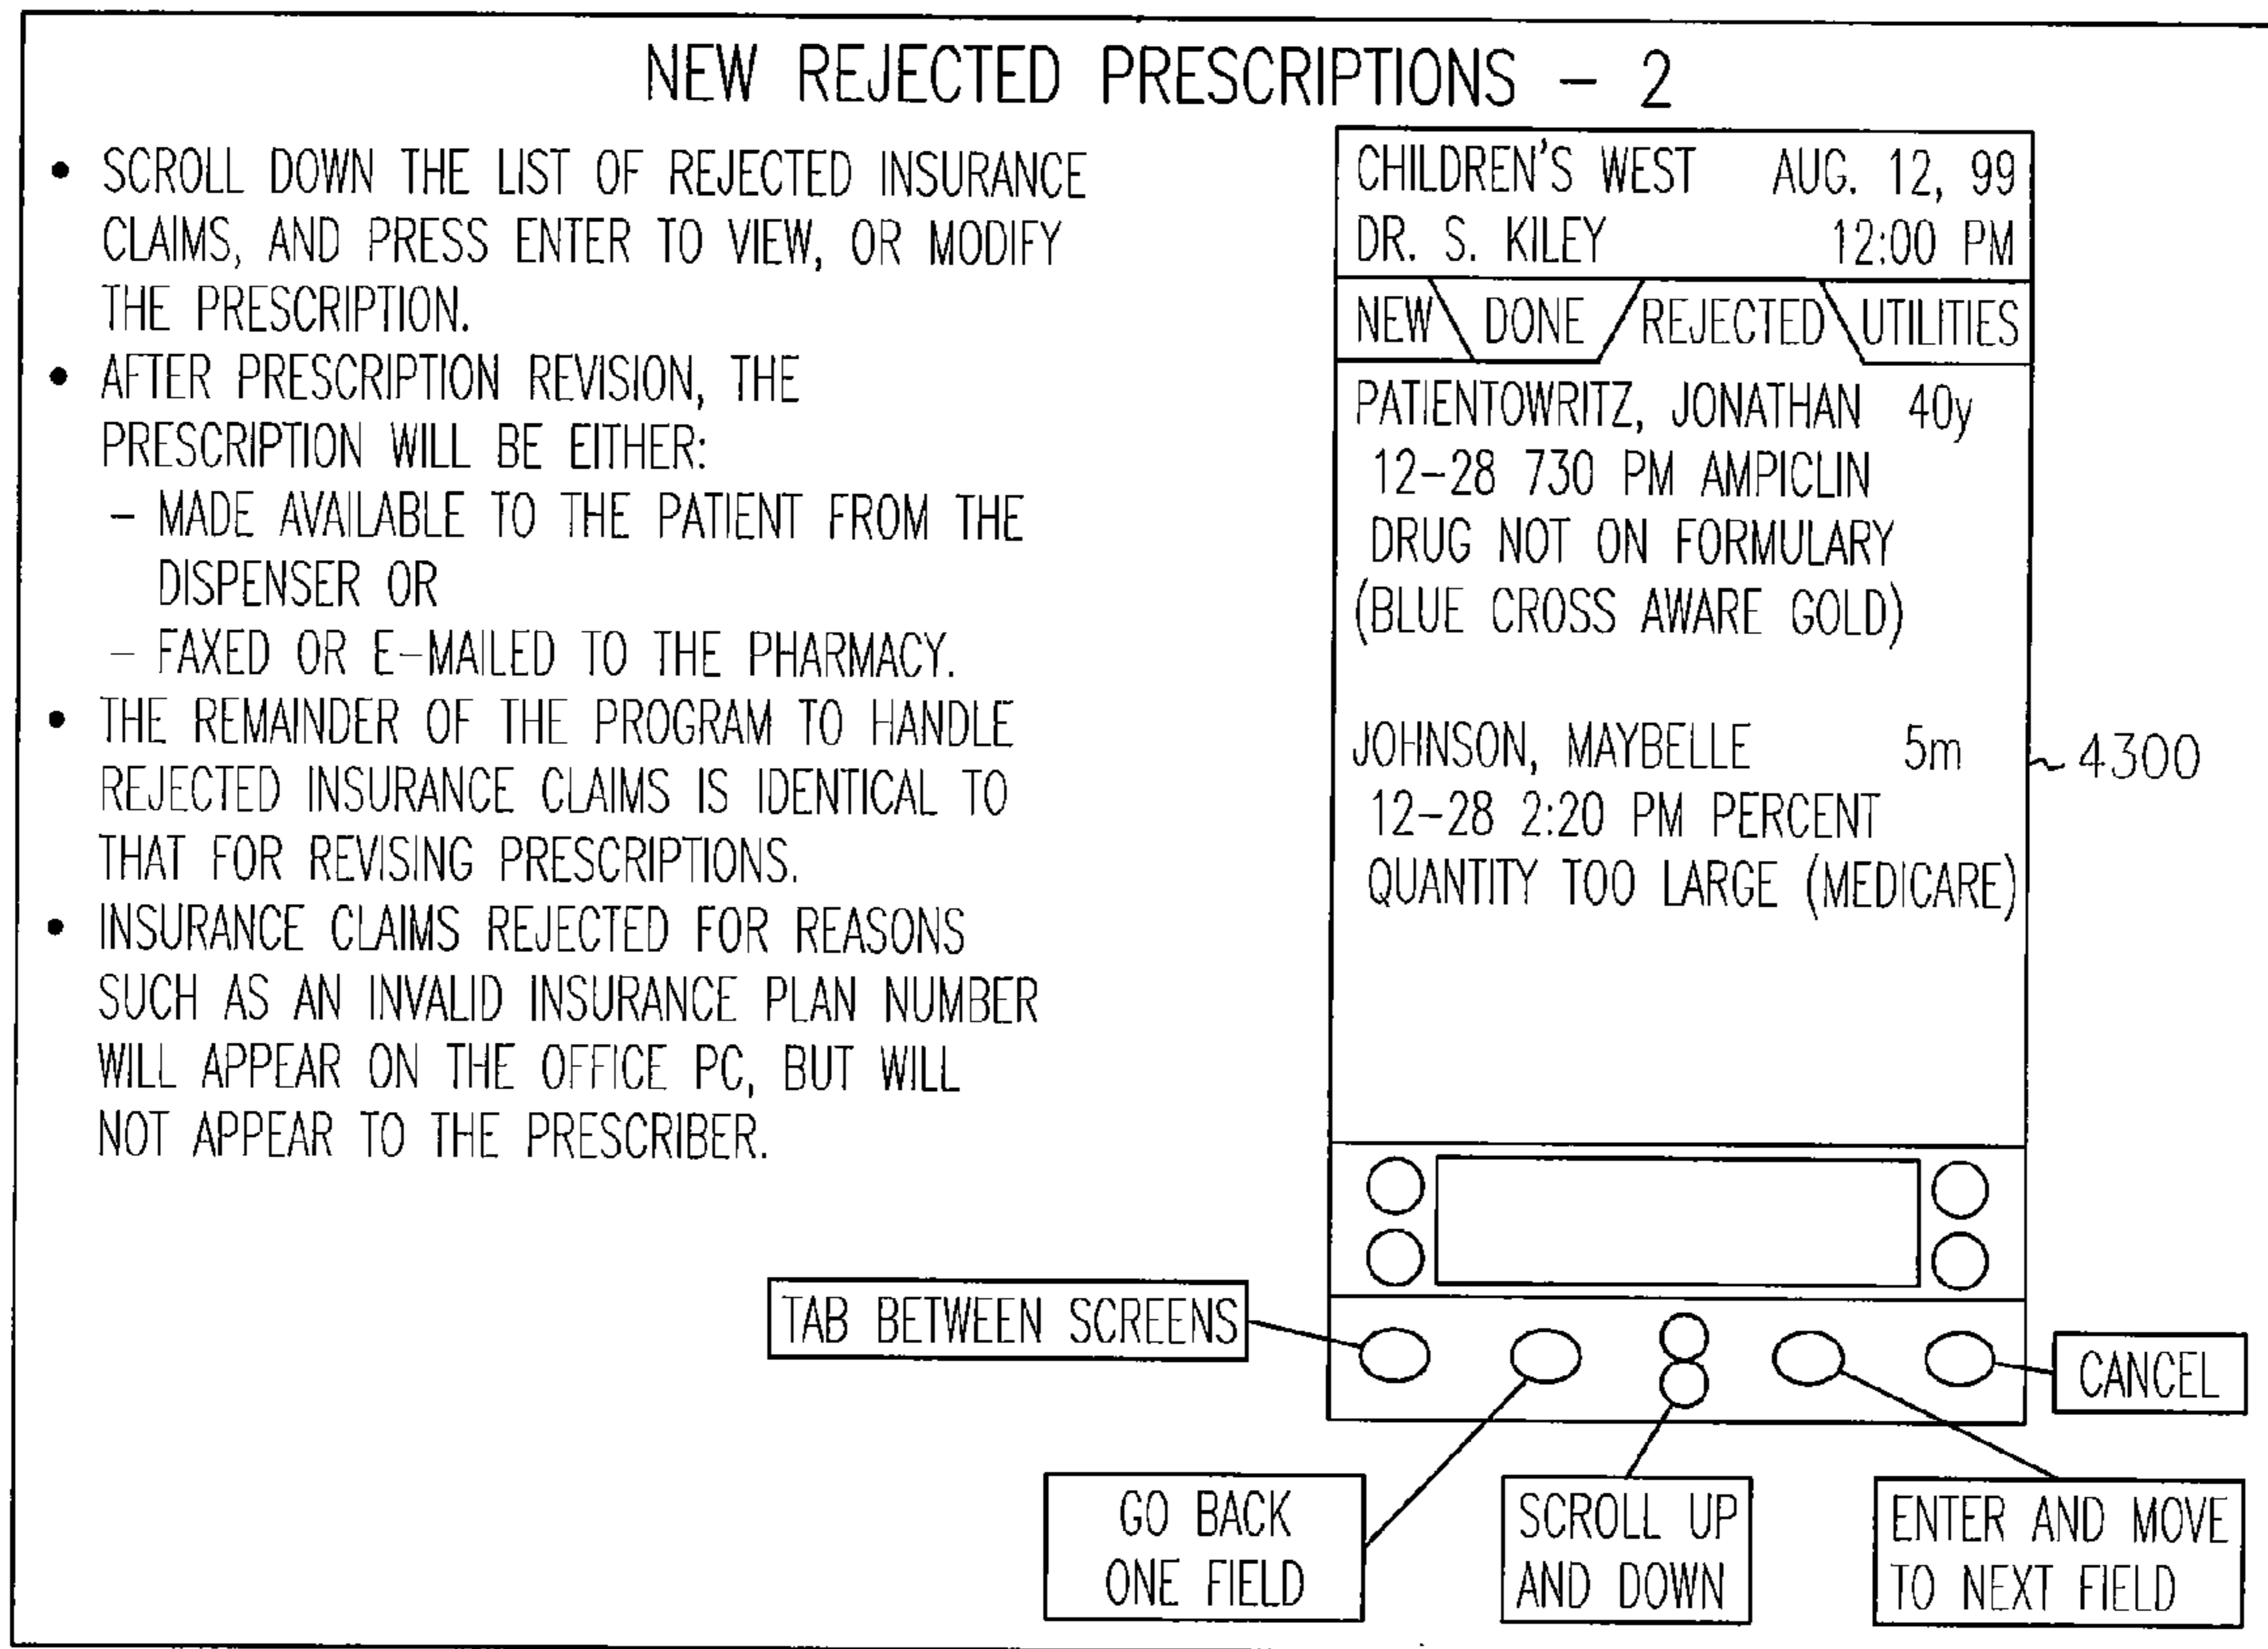 NEW REJECTED PRESCRIPTIONS – 2
• SCROLL DOWN THE LIST OF REJECTED INSURANCE
CLAIMS, AND PRESS ENTER TO VIEW, OR MODIFY
THE PRESCRIPTION.
• AFTER PRESCRIPTION REVISION, THE
PRESCRIPTION WILL BE EITHER:
– MADE AVAILABLE TO THE PATIENT FROM THE
DISPENSER OR
– FAXED OR E-MAILED TO THE PHARMACY.
• THE REMAINDER OF THE PROGRAM TO HANDLE
REJECTED INSURANCE CLAIMS IS IDENTICAL TO
THAT FOR REVISING PRESCRIPTIONS.
• INSURANCE CLAIMS REJECTED FOR REASONS
SUCH AS AN INVALID INSURANCE PLAN NUMBER
WILL APPEAR ON THE OFFICE PC, BUT WILL
NOT APPEAR TO THE PRESCRIBER.
CHILDREN'S WEST AUG. 12, 99
DR. S. KILEY 12:00 PM
NEW DONE REJECTED UTILITIES
PATIENTOWRITZ, JONATHAN 40y
12-28 730 PM AMPICLIN
DRUG NOT ON FORMULARY
(BLUE CROSS AWARE GOLD)
JOHNSON, MAYBELLE 5m
12-28 2:20 PM PERCENT
QUANTITY TOO LARGE (MEDICARE)
4300
TAB BETWEEN SCREENS
CANCEL
GO BACK
ONE FIELD
SCROLL UP
AND DOWN
ENTER AND MOVE
TO NEXT FIELD